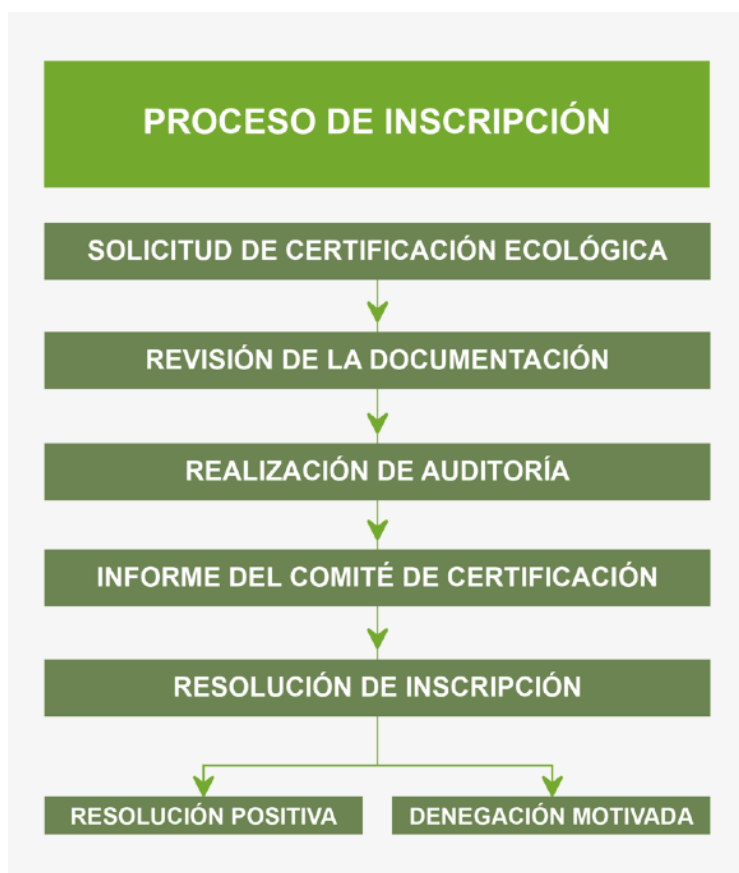 PROCESO DE INSCRIPCIÓN
SOLICITUD DE CERTIFICACIÓN ECOLÓGICA
REVISIÓN DE LA DOCUMENTACIÓN
REALIZACIÓN DE AUDITORÍA
INFORME DEL COMITÉ DE CERTIFICACIÓN
RESOLUCIÓN DE INSCRIPCIÓN
RESOLUCIÓN POSITIVA
DENEGACIÓN MOTIVADA